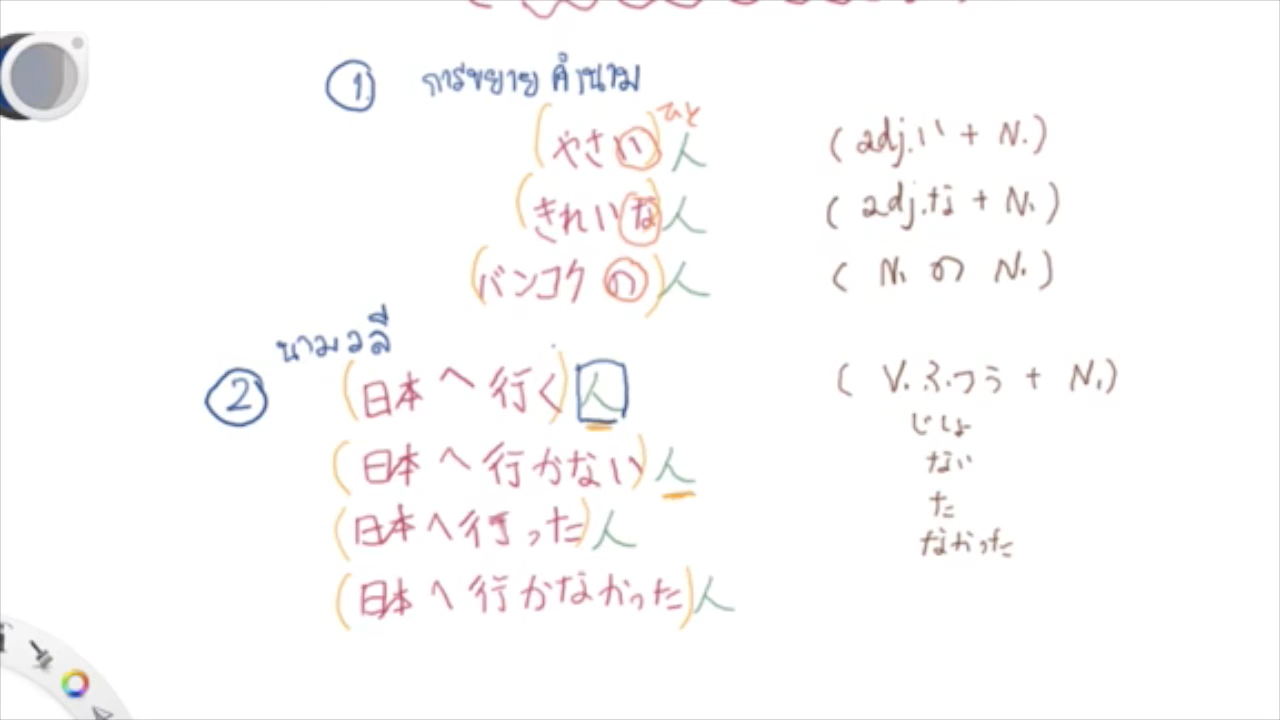 ① การขยาย คำนาม
ひと
(やさい)人 (adj.い + N.)
(きれいな)人 (adj.な + N.)
(バンコクの)人 (N. の N.)
นามวลี
② (日本へ行く)人 (V.ふつう + N.)
じしょ
(日本へ行かない)人
ない
(日本へ行った)人
た
なかった
(日本へ行かなかった)人